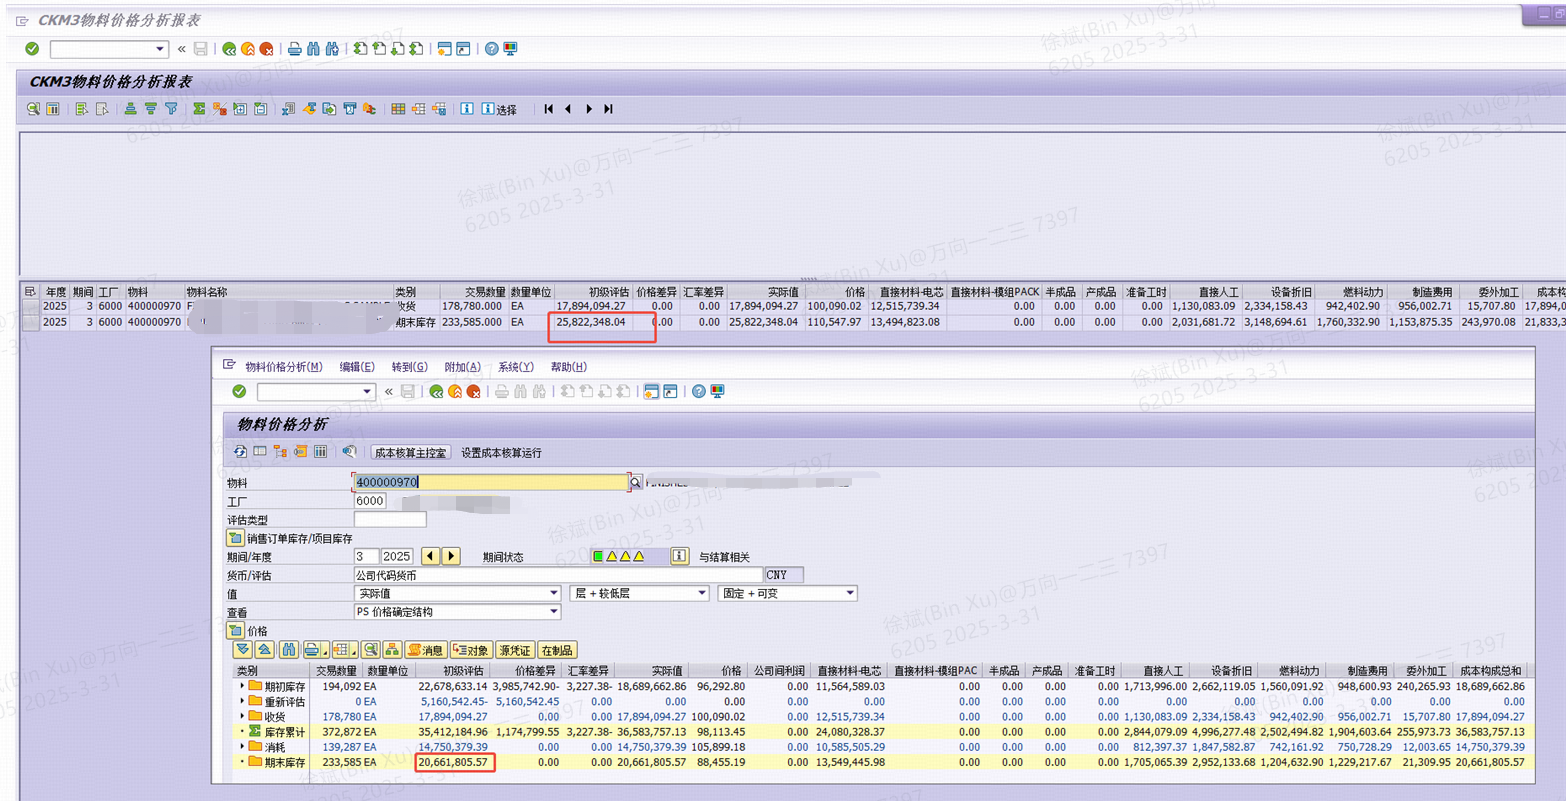 CKM3物料价格分析报表
CKM3物料价格分析报表
选择
年度 期间 工厂 物料 物料名称 类别 交易数量 数量单位 初级评估 价格差异 汇率差异 实际值 价格 直接材料-电芯 直接材料-模组PACK 半成品 产成品 准备工时 直接人工 设备折旧 燃料动力 制造费用 委外加工 成本构
2025 3 6000 400000970 收货 178,780.000 EA 17,894,094.27 0.00 0.00 17,894,094.27 100,090.02 12,515,739.34 0.00 0.00 0.00 0.00 1,130,083.09 2,334,158.43 942,402.90 956,002.71 15,707.80 17,894,0
2025 3 6000 400000970 期末库存 233,585.000 EA 25,822,348.04 0.00 0.00 25,822,348.04 110,547.97 13,494,823.08 0.00 0.00 0.00 0.00 2,031,681.72 3,148,694.61 1,760,332.90 1,153,875.35 243,970.08 21,833,3
物料价格分析(M) 编辑(E) 转到(G) 附加(A) 系统(Y) 帮助(H)
物料价格分析
成本核算主控室 设置成本核算运行
物料 400000970
工厂 6000
评估类型
销售订单库存/项目库存
期间/年度 3 2025 期间状态 与结算相关
货币/评估 公司代码货币 CNY
值 实际值 层 + 较低层 固定 + 可变
查看 PS 价格确定结构
价格
消息 对象 源凭证 在制品
类别 交易数量 数量单位 初级评估 价格差异 汇率差异 实际值 价格 公司间利润 直接材料-电芯 直接材料-模组PAC 半成品 产成品 准备工时 直接人工 设备折旧 燃料动力 制造费用 委外加工 成本构成总和
期初库存 194,092 EA 22,678,633.14 3,985,742.90- 3,227.38- 18,689,662.86 96,292.80 0.00 11,564,589.03 0.00 0.00 0.00 0.00 1,713,996.00 2,662,119.05 1,560,091.92 948,600.93 240,265.93 18,689,662.86
重新评估 0 EA 5,160,542.45- 5,160,542.45 0.00 0.00 0.00 0.00 0.00 0.00 0.00 0.00 0.00 0.00 0.00 0.00 0.00 0.00 0.00
收货 178,780 EA 17,894,094.27 0.00 0.00 17,894,094.27 100,090.02 0.00 12,515,739.34 0.00 0.00 0.00 0.00 1,130,083.09 2,334,158.43 942,402.90 956,002.71 15,707.80 17,894,094.27
库存累计 372,872 EA 35,412,184.96 1,174,799.55 3,227.38- 36,583,757.13 98,113.45 0.00 24,080,328.37 0.00 0.00 0.00 0.00 2,844,079.09 4,996,277.48 2,502,494.82 1,904,603.64 255,973.73 36,583,757.13
消耗 139,287 EA 14,750,379.39 0.00 0.00 14,750,379.39 105,899.18 0.00 10,585,505.29 0.00 0.00 0.00 0.00 812,397.37 1,847,582.87 742,161.92 750,728.29 12,003.65 14,750,379.39
期末库存 233,585 EA 20,661,805.57 0.00 0.00 20,661,805.57 88,455.19 0.00 13,549,445.98 0.00 0.00 0.00 0.00 1,705,065.39 2,952,133.68 1,204,632.90 1,229,217.67 21,309.95 20,661,805.57
徐斌(Bin Xu)@万向一二三 7397
6205 2025-3-31